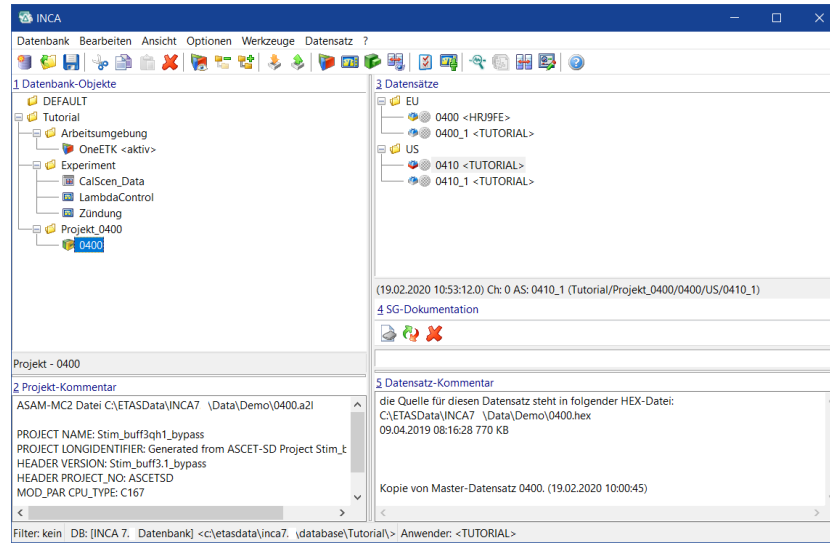 INCA
Datenbank Bearbeiten Ansicht Optionen Werkzeuge Datensatz ?
1 Datenbank-Objekte
DEFAULT
Tutorial
Arbeitsumgebung
OneETK <aktiv>
Experiment
CalScen_Data
LambdaControl
Zündung
Projekt_0400
0400
Projekt - 0400
2 Projekt-Kommentar
ASAM-MC2 Datei C:\ETASData\INCA7 \Data\Demo\0400.a2l
PROJECT NAME: Stim_buff3qh1_bypass
PROJECT LONGIDENTIFIER: Generated from ASCET-SD Project Stim_b
HEADER VERSION: Stim_buff3.1_bypass
HEADER PROJECT_NO: ASCETSD
MOD_PAR CPU_TYPE: C167
3 Datensätze
EU
0400 <HRJ9FE>
0400_1 <TUTORIAL>
US
0410 <TUTORIAL>
0410_1 <TUTORIAL>
(19.02.2020 10:53:12.0) Ch: 0 AS: 0410_1 (Tutorial/Projekt_0400/0400/US/0410_1)
4 SG-Dokumentation
5 Datensatz-Kommentar
die Quelle für diesen Datensatz steht in folgender HEX-Datei:
C:\ETASData\INCA7 \Data\Demo\0400.hex
09.04.2019 08:16:28 770 KB
Kopie von Master-Datensatz 0400. (19.02.2020 10:00:45)
Filter: kein DB: [INCA 7. Datenbank] <c:\etasdata\inca7. \database\Tutorial\> Anwender: <TUTORIAL>